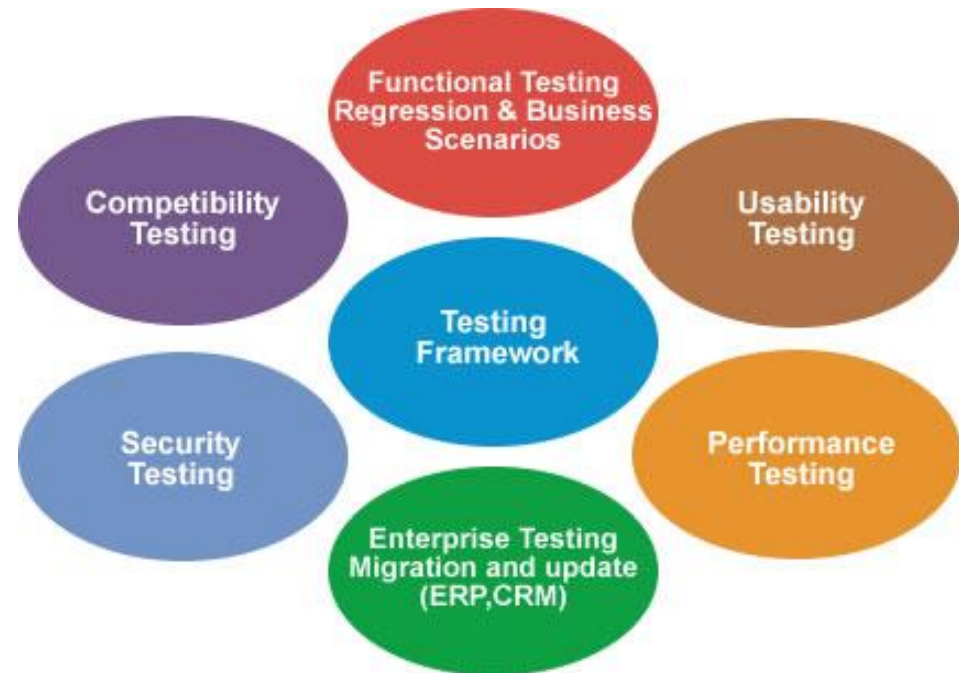 Functional Testing
Regression & Business
Scenarios
Competibility
Testing
Usability
Testing
Testing
Framework
Security
Testing
Performance
Testing
Enterprise Testing
Migration and update
(ERP,CRM)